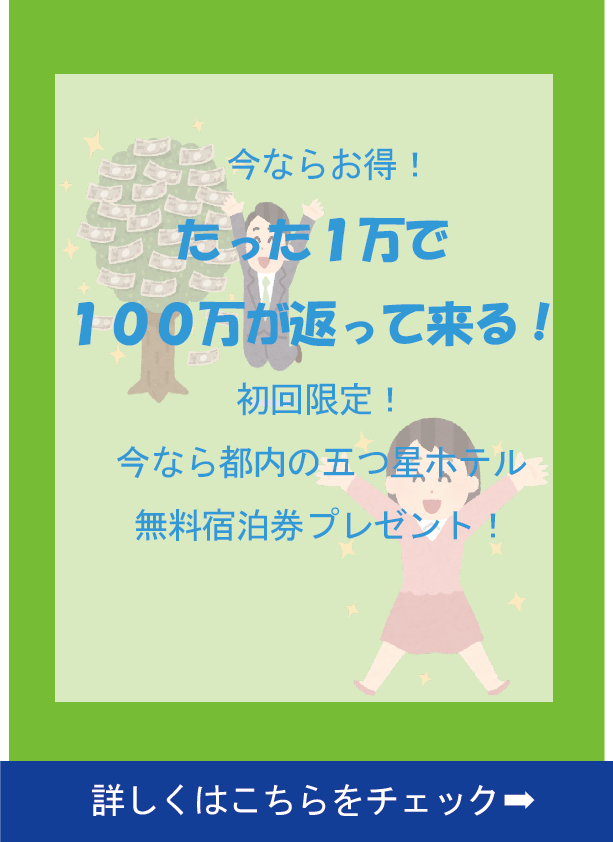 今ならお得！
たった１万で
１００万が返って来る！
初回限定！
今なら都内の五つ星ホテル
無料宿泊券プレゼント！
詳しくはこちらをチェック➡